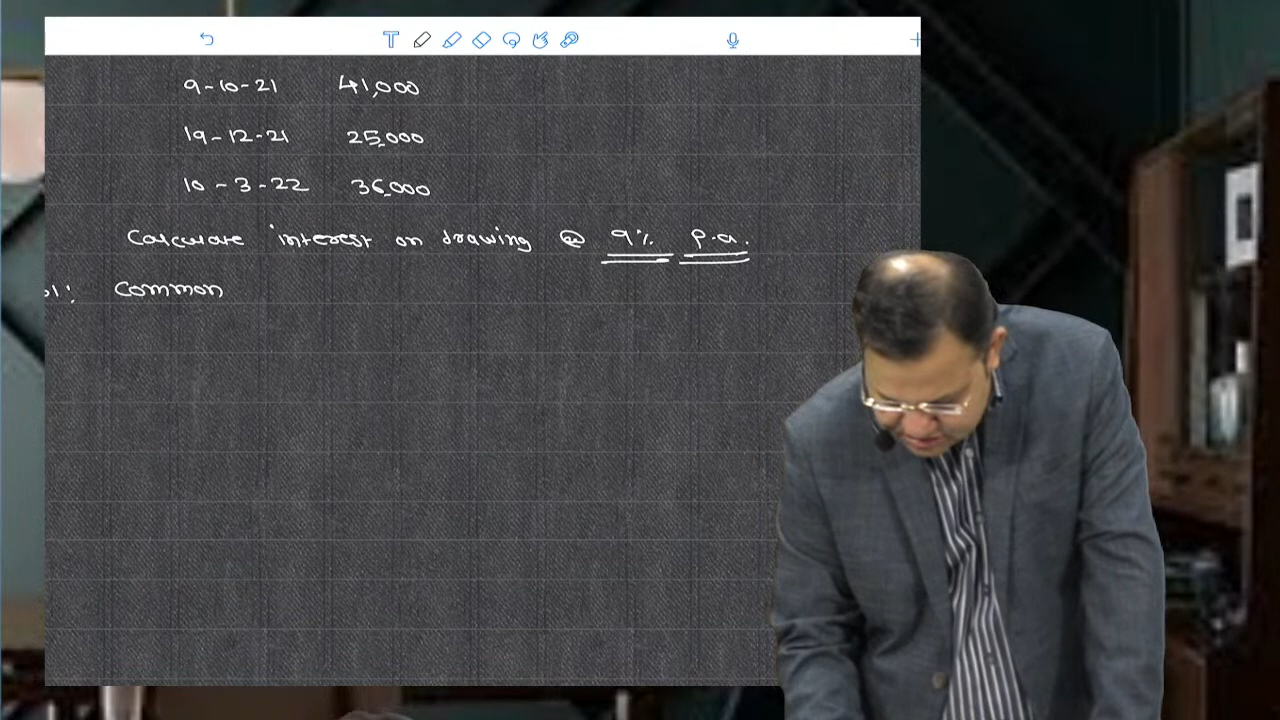 9-10-21 41,000
19-12-21 25,000
10-3-22 36,000
Calculate interest on drawing @ 9% p.a.
Common